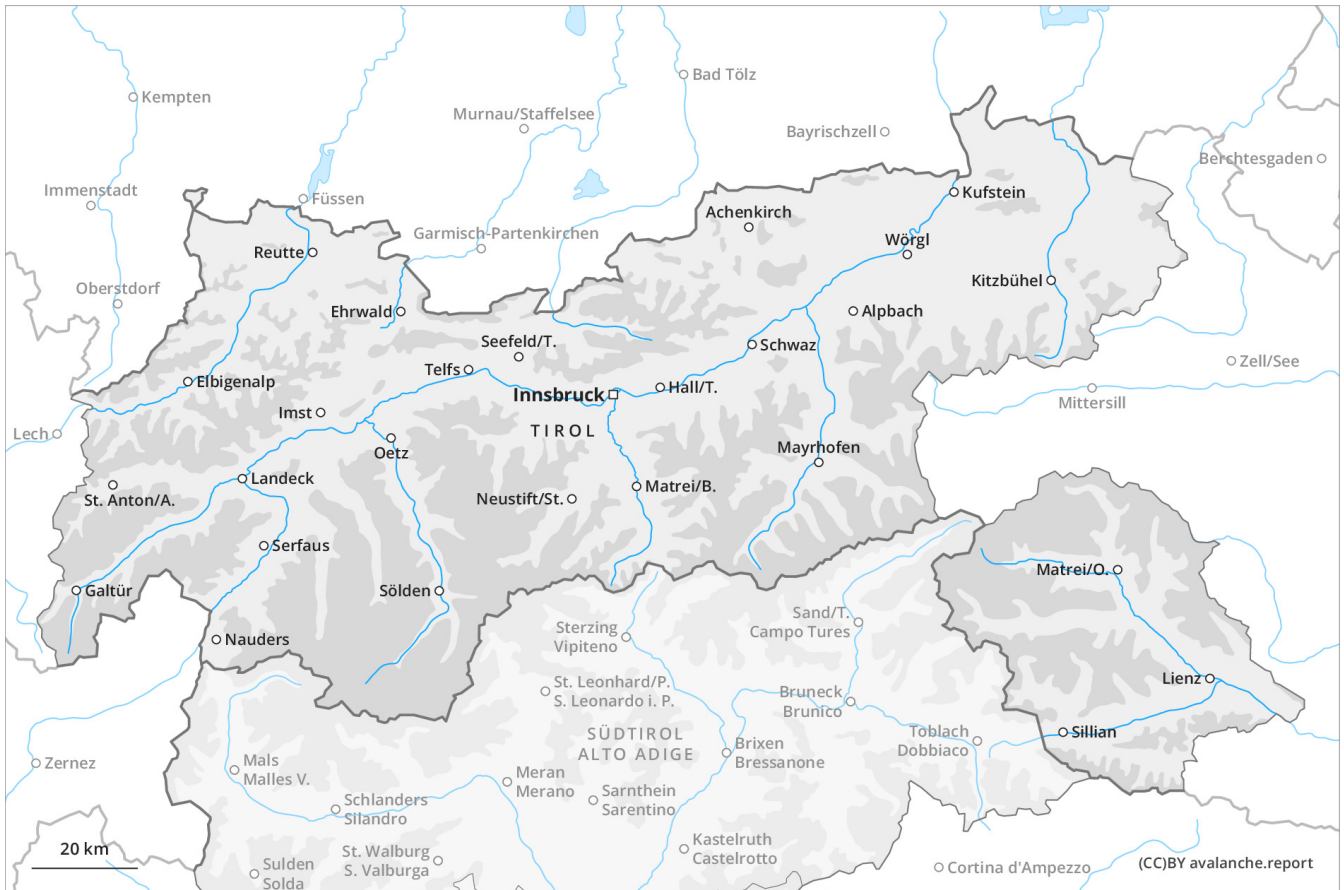 Kempten
Bad Tölz
Murnau/Staffelsee
Bayrischzell
Berchtesgaden
Immenstadt
Füssen
Kufstein
Achenkirch
Garmisch-Partenkirchen
Wörgl
Reutte
Kitzbühel
Oberstdorf
Ehrwald
Alpbach
Seefeld/T.
Schwaz
Zell/See
Telfs
Elbigenalp
Innsbruck
Hall/T.
Mittersill
Imst
TIROL
Lech
Oetz
Mayrhofen
Landeck
St. Anton/A.
Neustift/St.
Matrei/B.
Serfaus
Matrei/O.
Galtür
Sölden
Sand/T.
Campo Tures
Nauders
Sterzing
Vipiteno
Lienz
St. Leonhard/P.
S. Leonardo i. P.
Bruneck
Brunico
SÜDTIROL
ALTO ADIGE
Sillian
Toblach
Dobbiaco
Brixen
Bressanone
Zernez
Mals
Malles V.
Meran
Merano
Sarnthein
Sarentino
Schlanders
Silandro
Kastelruth
Castelrotto
20 km
St. Walburg
S. Valburga
Sulden
Solda
Cortina d'Ampezzo
(CC)BY avalanche.report